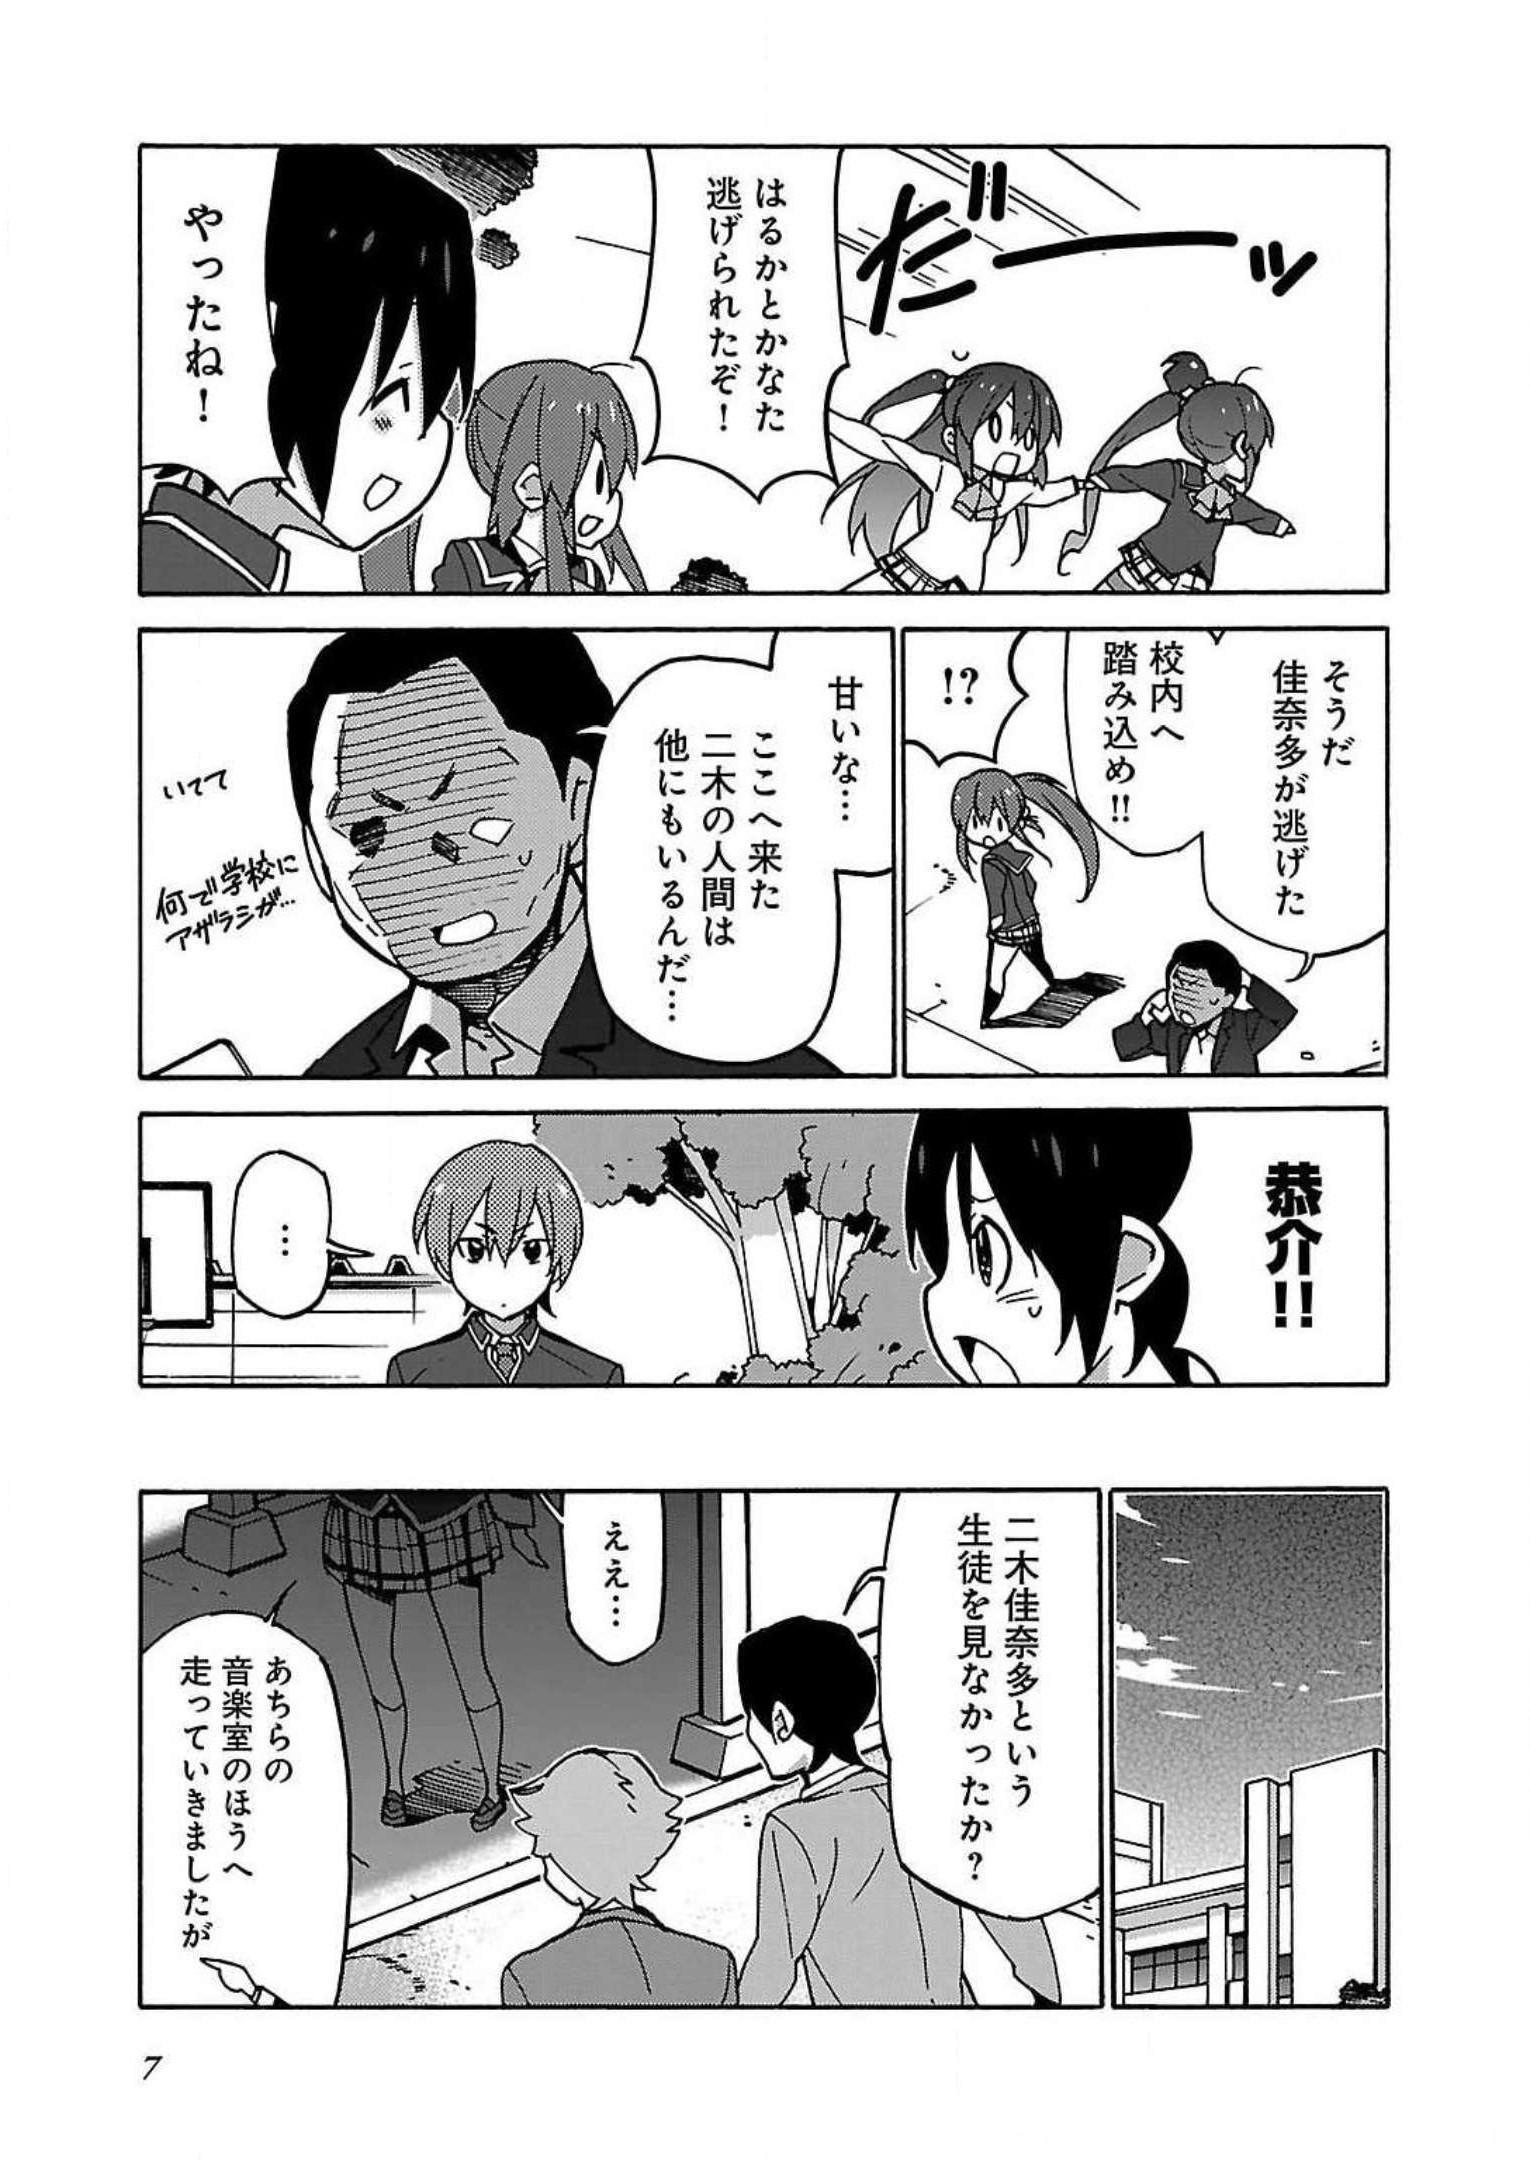 だーッ
はるかとかなた
逃げられたぞ！
やったね！
そうだ
佳奈多が逃げた
校内へ
踏み込め!!
!?
甘いな…
ここへ来た
二木の人間は
他にもいるんだ…
いてて
何で学校に
アザラシが…
恭介!!
…
二木佳奈多という
生徒を見なかったか？
ええ…
あちらの
音楽室のほうへ
走っていきましたが
7